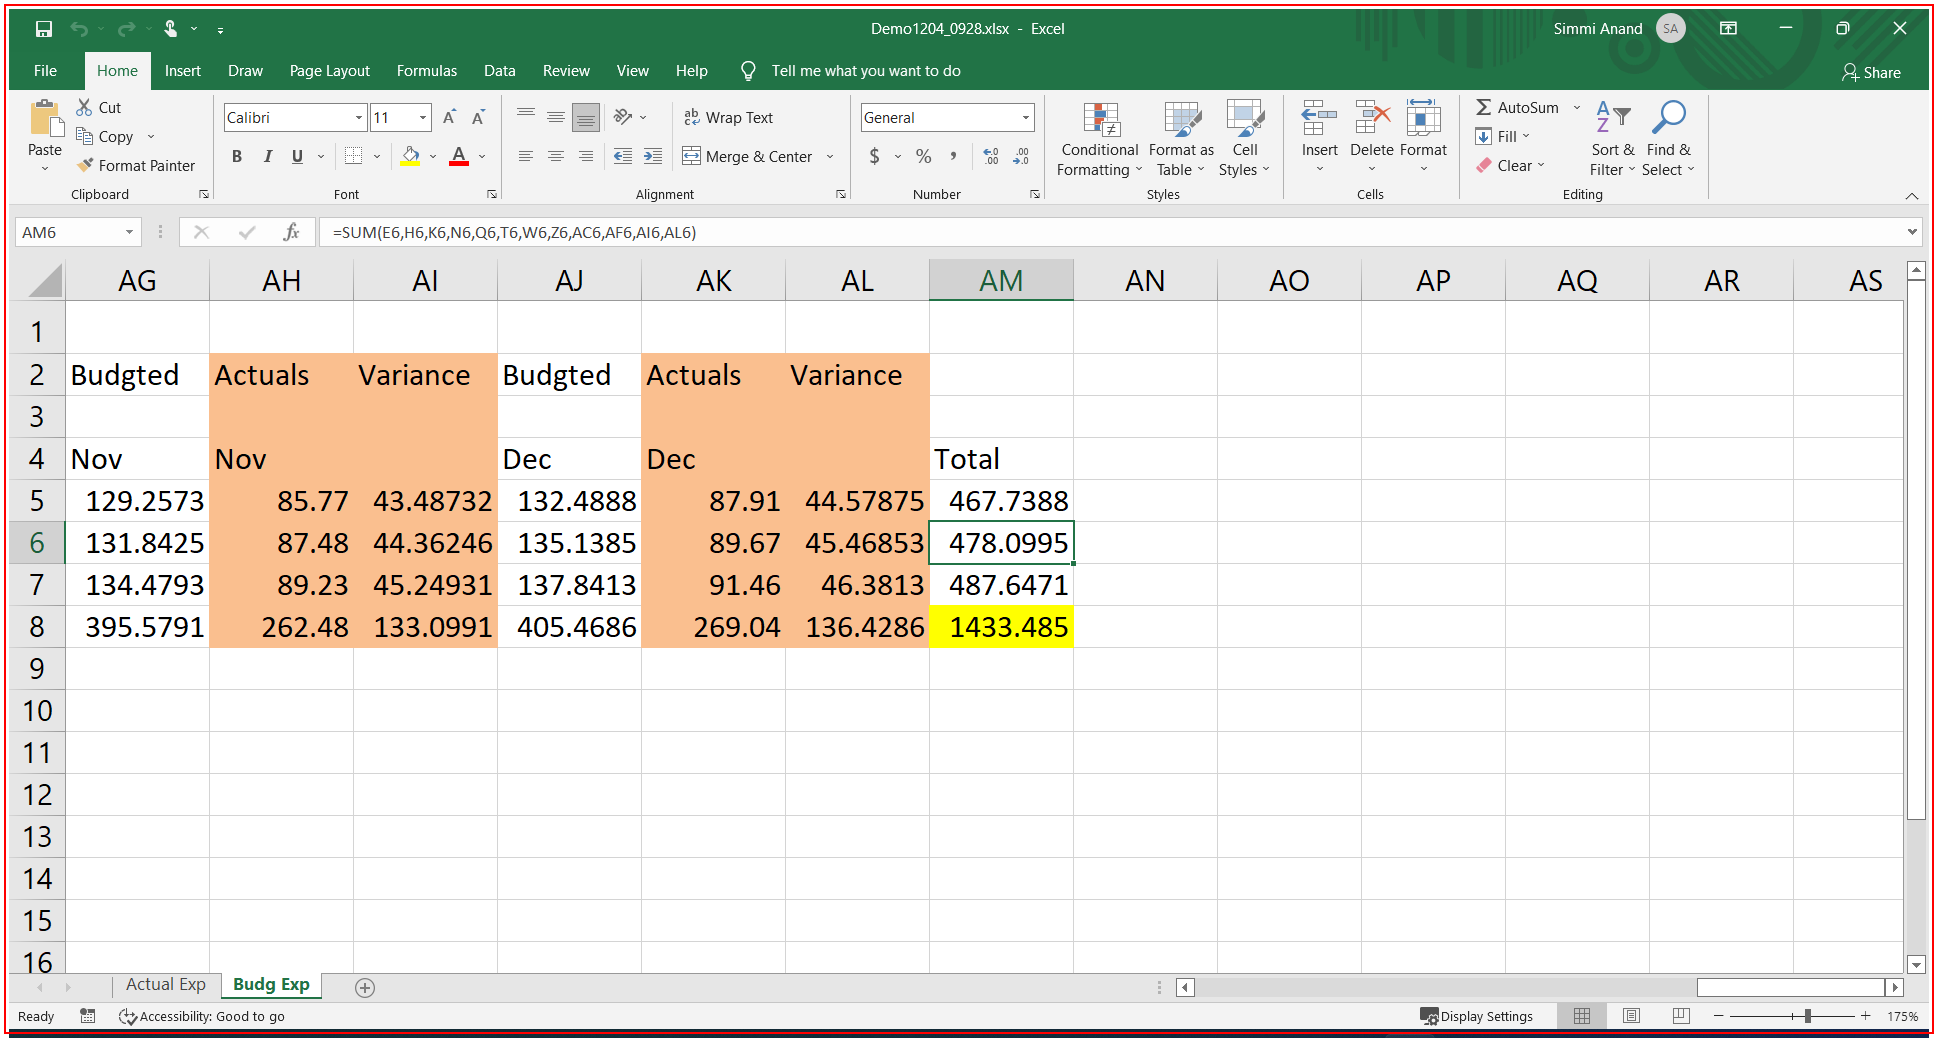 Demo1204_0928.xlsx - Excel
Simmi Anand SA
File Home Insert Draw Page Layout Formulas Data Review View Help Tell me what you want to do Share
Paste
Cut
Copy
Format Painter
Clipboard
Calibri 11
B I U A
Font
ab Wrap Text
Merge & Center
Alignment
General
$ % ,
Number
Conditional Formatting
Format as Table
Cell Styles
Styles
Insert Delete Format
Cells
AutoSum
Fill
Clear
Sort & Filter
Find & Select
Editing
AM6 fx =SUM(E6,H6,K6,N6,Q6,T6,W6,Z6,AC6,AF6,AI6,AL6)
AG AH AI AJ AK AL AM AN AO AP AQ AR AS
1
2 Budgted Actuals Variance Budgted Actuals Variance
3
4 Nov Nov Dec Dec Total
5 129.2573 85.77 43.48732 132.4888 87.91 44.57875 467.7388
6 131.8425 87.48 44.36246 135.1385 89.67 45.46853 478.0995
7 134.4793 89.23 45.24931 137.8413 91.46 46.3813 487.6471
8 395.5791 262.48 133.0991 405.4686 269.04 136.4286 1433.485
9
10
11
12
13
14
15
16
Actual Exp Budg Exp
Ready Accessibility: Good to go Display Settings 175%